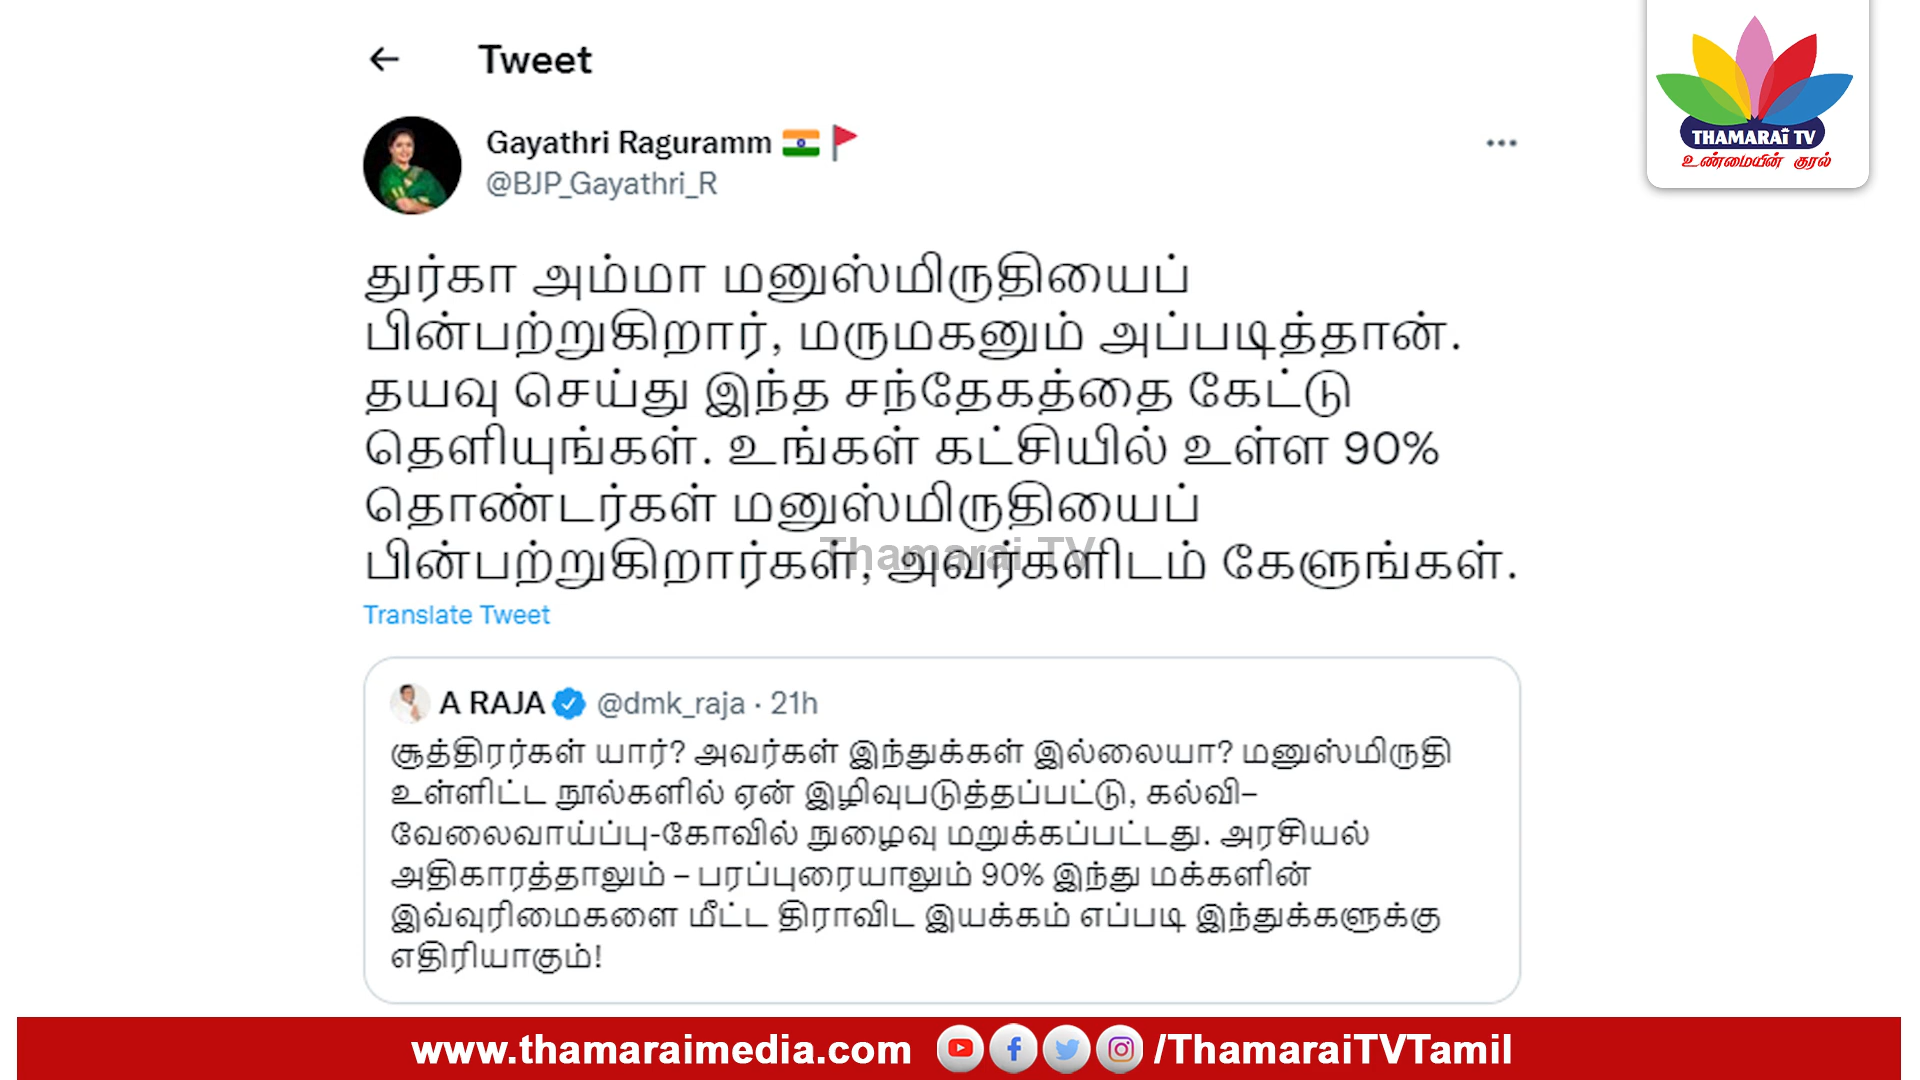 Tweet
Gayathri Raguramm
@BJP_Gayathri_R
THAMARAi TV
உண்மையின் குரல்
துர்கா அம்மா மனுஸ்மிருதியைப்
பின்பற்றுகிறார், மருமகனும் அப்படித்தான்.
தயவு செய்து இந்த சந்தேகத்தை கேட்டு
தெளியுங்கள். உங்கள் கட்சியில் உள்ள 90%
தொண்டர்கள் மனுஸ்மிருதியைப்
பின்பற்றுகிறார்கள், அவர்களிடம் கேளுங்கள்.
Thamarai TV
Translate Tweet
A RAJA @dmk_raja · 21h
சூத்திரர்கள் யார்? அவர்கள் இந்துக்கள் இல்லையா? மனுஸ்மிருதி
உள்ளிட்ட நூல்களில் ஏன் இழிவுபடுத்தப்பட்டு, கல்வி–
வேலைவாய்ப்பு-கோவில் நுழைவு மறுக்கப்பட்டது. அரசியல்
அதிகாரத்தாலும் – பரப்புரையாலும் 90% இந்து மக்களின்
இவ்வுரிமைகளை மீட்ட திராவிட இயக்கம் எப்படி இந்துக்களுக்கு
எதிரியாகும்!
www.thamaraimedia.com /ThamaraiTVTamil